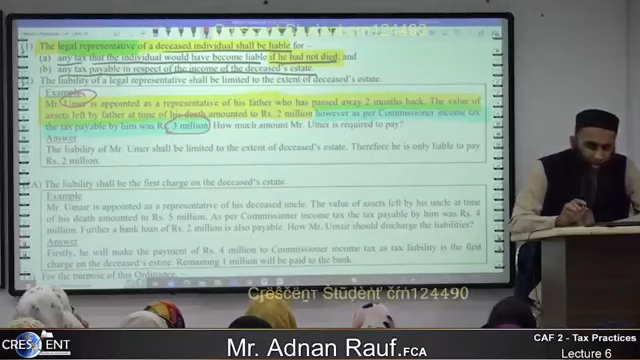 Crescent Student crn124490
(1) The legal representative of a deceased individual shall be liable for –
(a) any tax that the individual would have become liable if he had not died; and
(b) any tax payable in respect of the income of the deceased's estate.
(2) The liability of a legal representative shall be limited to the extent of deceased's estate.
Example
Mr. Umer is appointed as a representative of his father who has passed away 2 months back. The value of
assets left by father at time of his death amounted to Rs. 2 million however as per Commissioner income tax
the tax payable by him was Rs. 3 million. How much amount Mr. Umer is required to pay?
Answer
The liability of Mr. Umer shall be limited to the extent of deceased's estate. Therefore he is only liable to pay
Rs. 2 million.
A) The liability shall be the first charge on the deceased's estate.
Example
Mr. Umair is appointed as a representative of his deceased uncle. The value of assets left by his uncle at time
of his death amounted to Rs. 5 million. As per Commissioner income tax the tax payable by him was Rs. 4
million. Further a bank loan of Rs. 2 million is also payable. How Mr. Umair should discharge the liabilities?
Answer
Firstly, he will make the payment of Rs. 4 million to Commissioner income tax as tax liability is the first
charge on the deceased's estate. Remaining 1 million will be paid to the bank.
For the purpose of this Ordinance, –
Crescent Student crn124490
CRESCENT
Mr. Adnan Rauf.FCA
CAF 2 - Tax Practices
Lecture 6